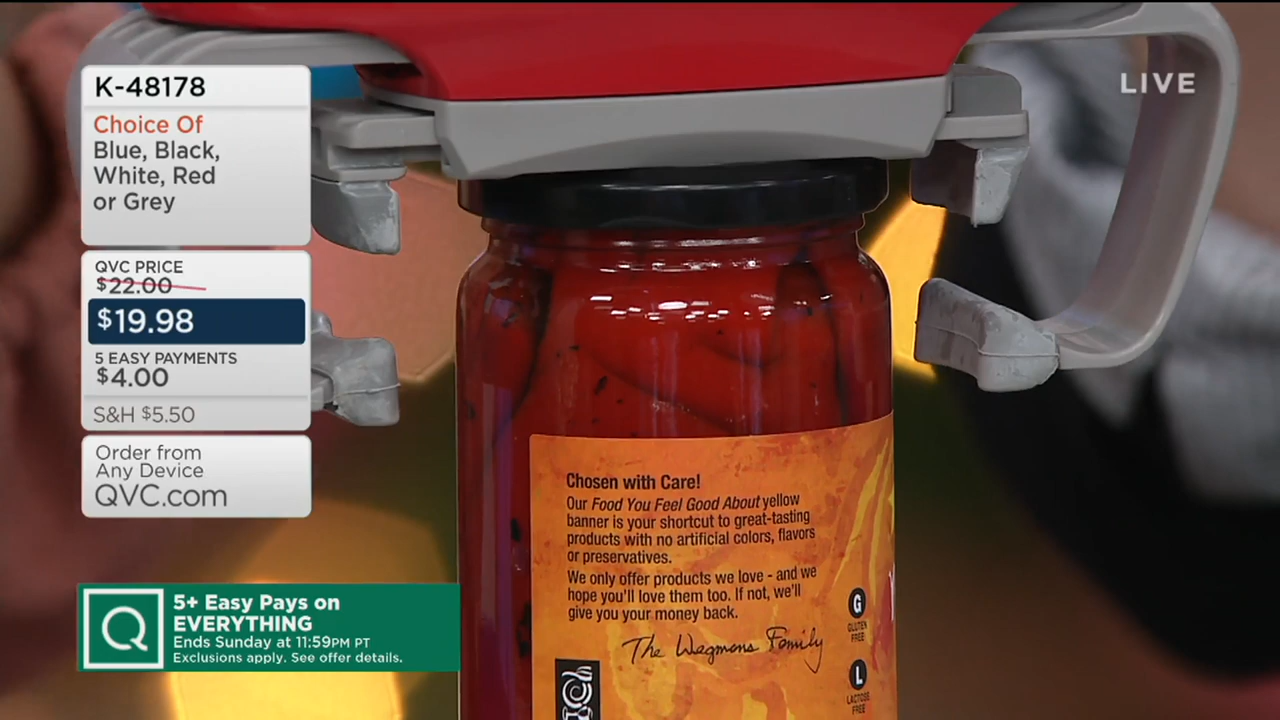 K-48178
Choice Of
Blue, Black,
White, Red
or Grey
QVC PRICE
$22.00
$19.98
5 EASY PAYMENTS
$4.00
S&H $5.50
Order from
Any Device
QVC.com
Q
5+ Easy Pays on
EVERYTHING
Ends Sunday at 11:59PM PT
Exclusions apply. See offer details.
LIVE
Chosen with Care!
Our Food You Feel Good About yellow
banner is your shortcut to great-tasting
products with no artificial colors, flavors
or preservatives.
We only offer products we love - and we
hope you'll love them too. If not, we'll
give you your money back.
The Wegmans Family
G
GLUTEN
FREE
L
LACTOSE
FREE